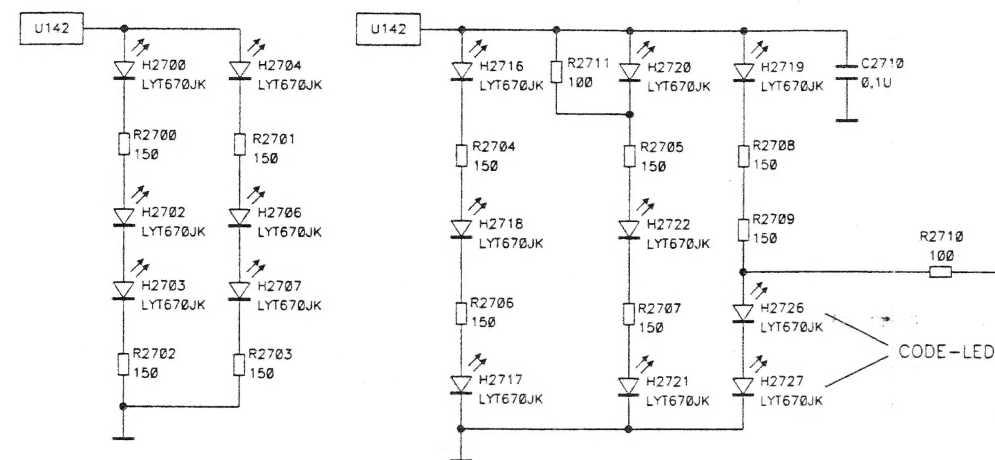 U142
H2700
LYT670JK
H2704
LYT670JK
R2700
150
R2701
150
H2702
LYT670JK
H2706
LYT670JK
H2703
LYT670JK
H2707
LYT670JK
R2702
150
R2703
150
U142
H2716
LYT670JK
R2711
100
H2720
LYT670JK
H2719
LYT670JK
C2710
0,1U
R2704
150
R2705
150
R2708
150
H2718
LYT670JK
H2722
LYT670JK
R2709
150
R2710
100
R2706
150
R2707
150
H2726
LYT670JK
CODE-LED
H2717
LYT670JK
H2721
LYT670JK
H2727
LYT670JK